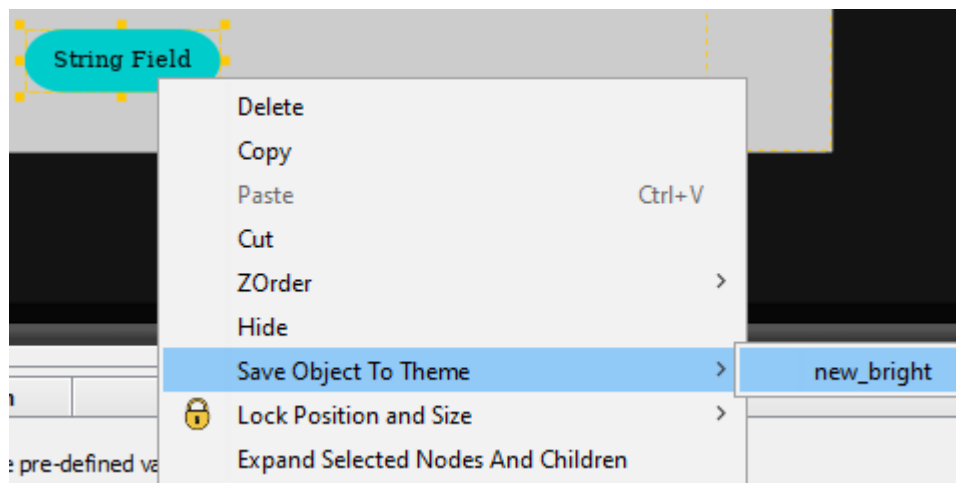 String Field
Delete
Copy
Paste Ctrl+V
Cut
ZOrder
Hide
Save Object To Theme
new_bright
Lock Position and Size
Expand Selected Nodes And Children
pre-defined